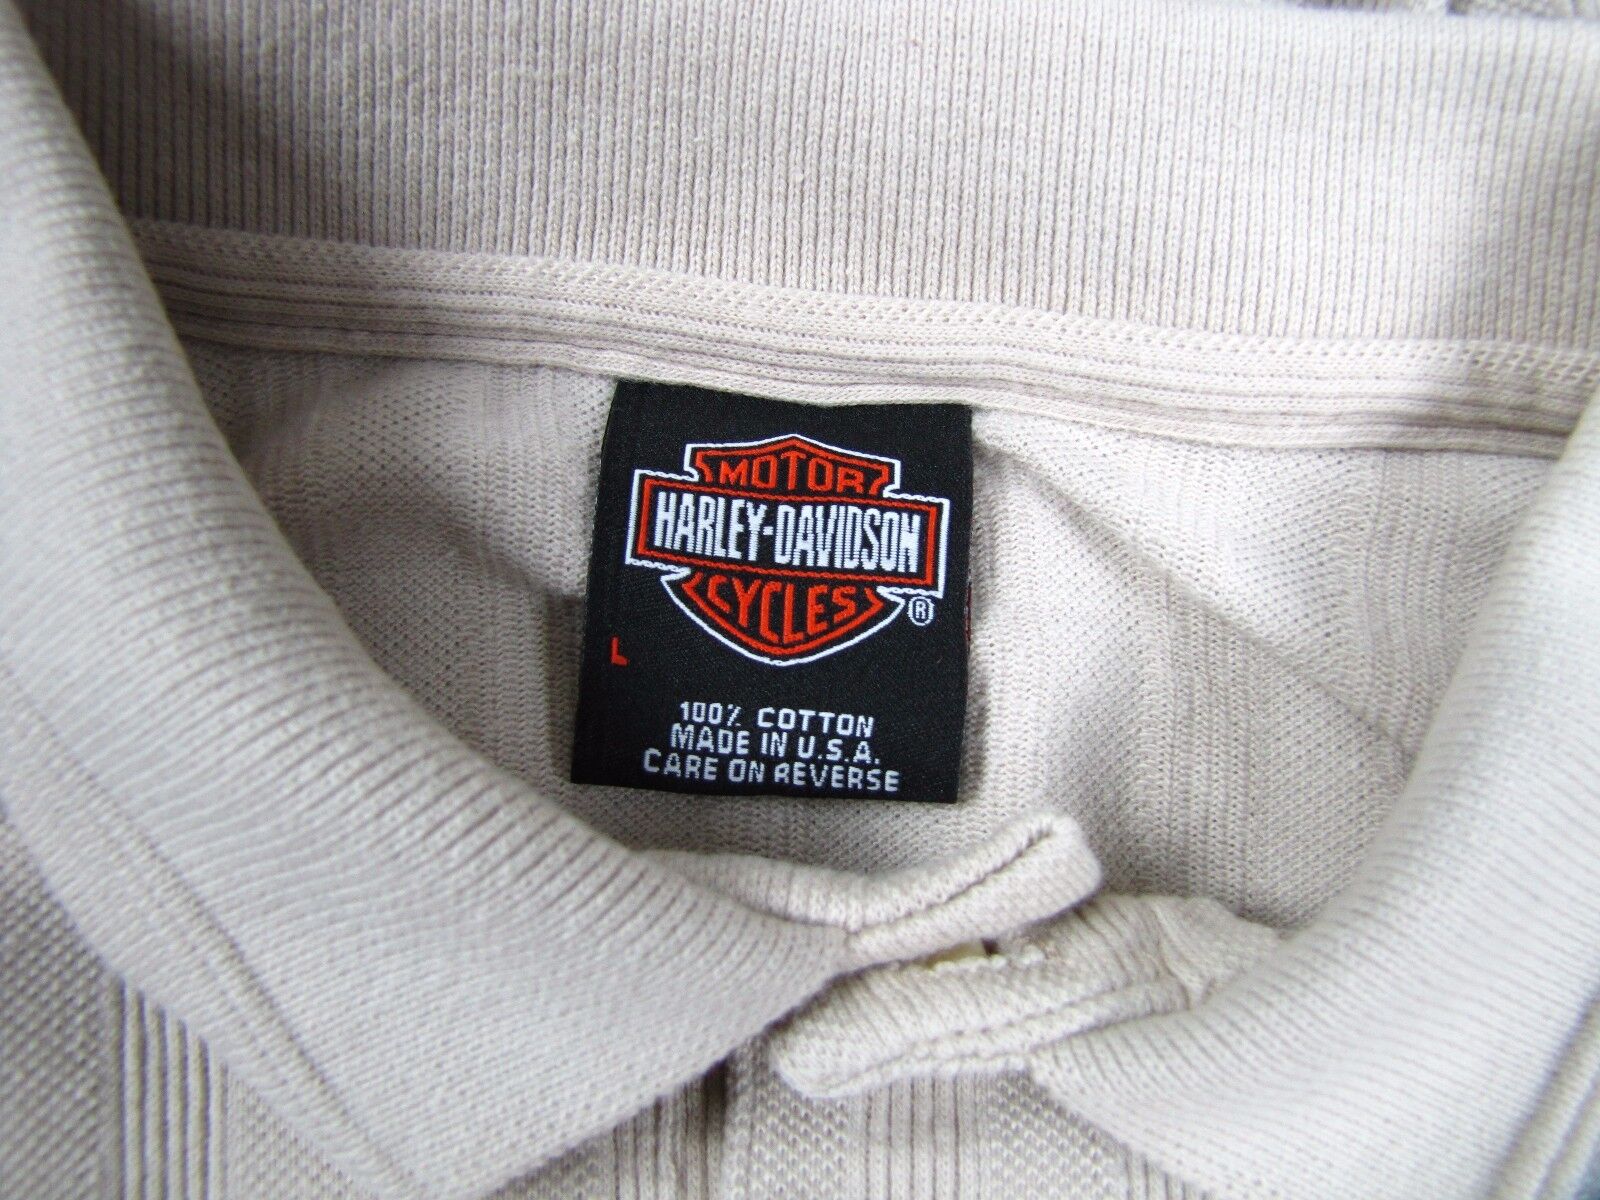 MOTOR
HARLEY-DAVIDSON
CYCLES
®
L
100% COTTON
MADE IN U.S.A.
CARE ON REVERSE